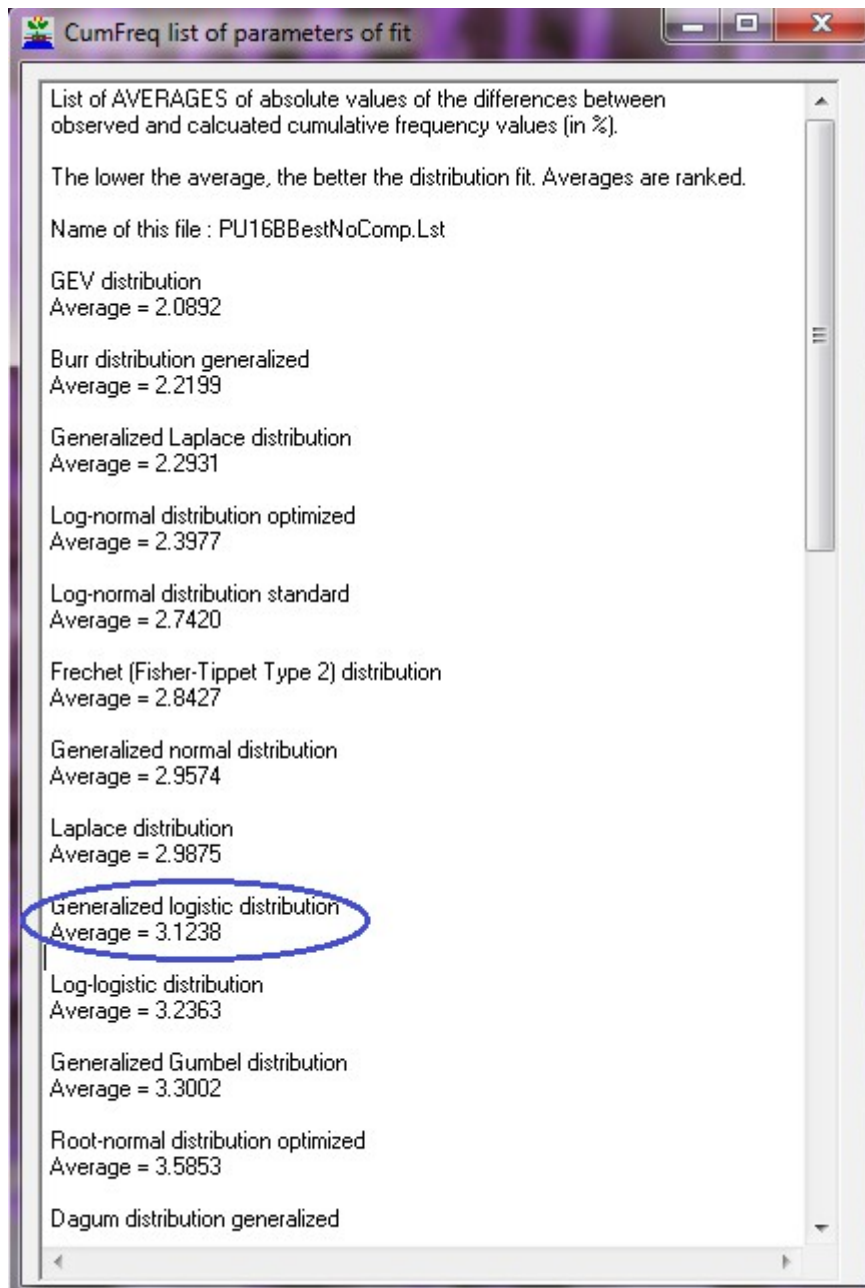 CumFreq list of parameters of fit
List of AVERAGES of absolute values of the differences between
observed and calcuated cumulative frequency values (in %).
The lower the average, the better the distribution fit. Averages are ranked.
Name of this file : PU16BBestNoComp.Lst
GEV distribution
Average = 2.0892
Burr distribution generalized
Average = 2.2199
Generalized Laplace distribution
Average = 2.2931
Log-normal distribution optimized
Average = 2.3977
Log-normal distribution standard
Average = 2.7420
Frechet (Fisher-Tippet Type 2) distribution
Average = 2.8427
Generalized normal distribution
Average = 2.9574
Laplace distribution
Average = 2.9875
Generalized logistic distribution
Average = 3.1238
Log-logistic distribution
Average = 3.2363
Generalized Gumbel distribution
Average = 3.3002
Root-normal distribution optimized
Average = 3.5853
Dagum distribution generalized